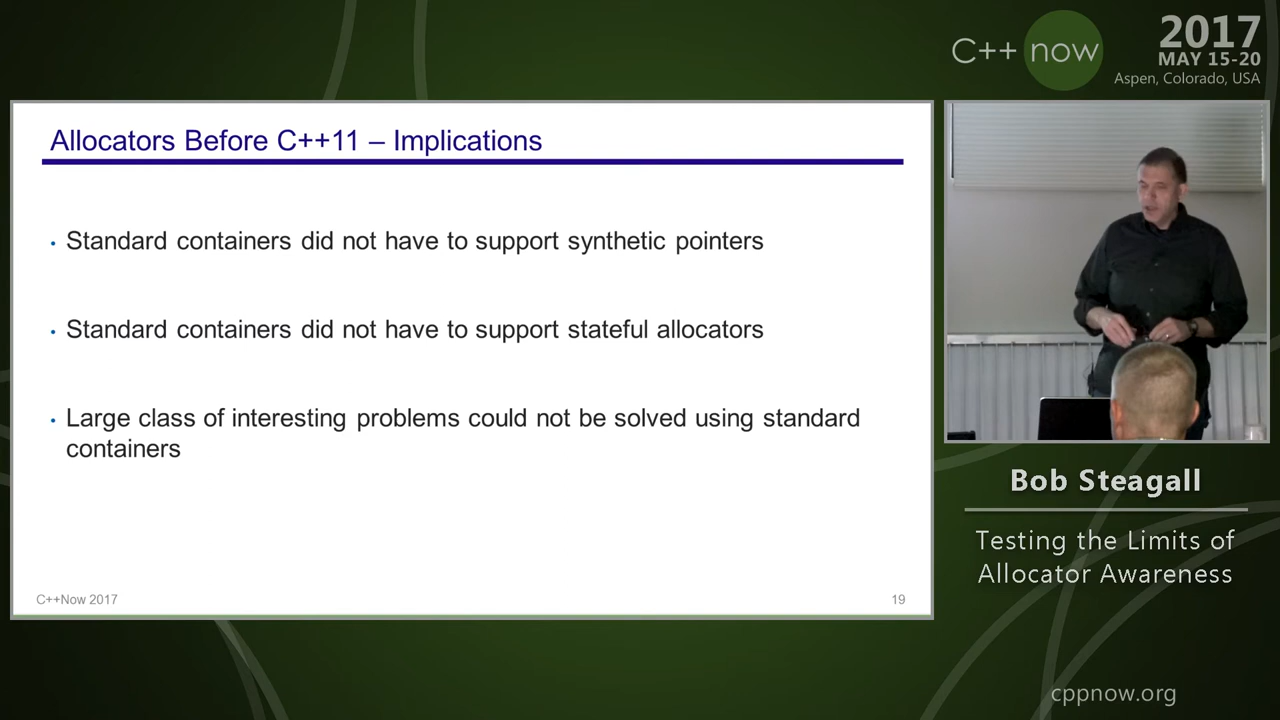 C++ now
2017
MAY 15-20
Aspen, Colorado, USA
Allocators Before C++11 – Implications
• Standard containers did not have to support synthetic pointers
• Standard containers did not have to support stateful allocators
• Large class of interesting problems could not be solved using standard
containers
C++Now 2017
19
Bob Steagall
Testing the Limits of
Allocator Awareness
cppnow.org